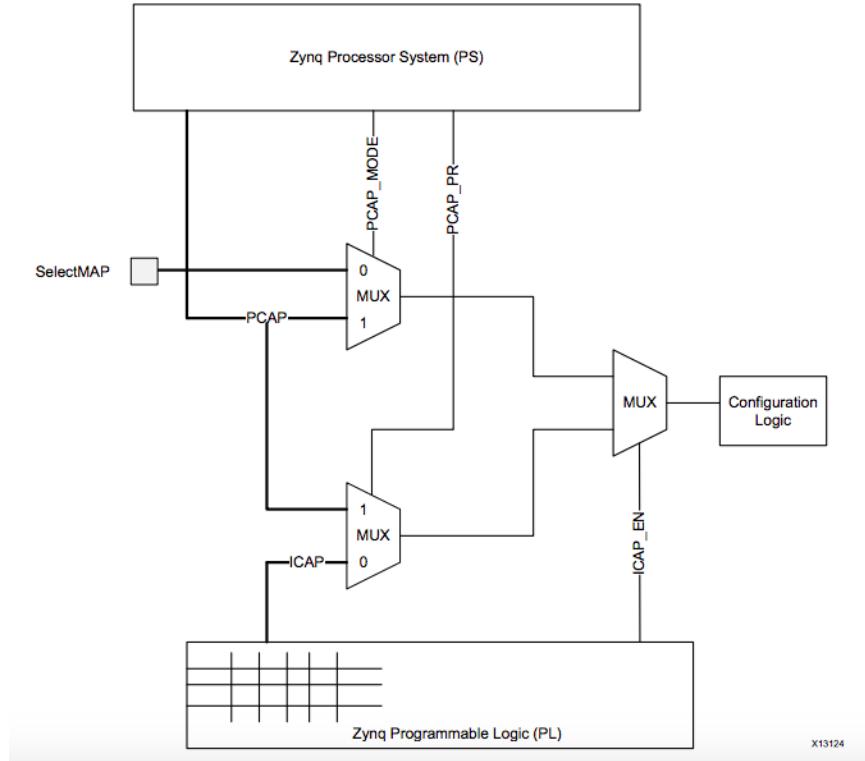 Zynq Processor System (PS)
PCAP_MODE
PCAP_PR
SelectMAP
0
MUX
PCAP
1
MUX
Configuration
Logic
1
MUX
ICAP
0
ICAP_EN
Zynq Programmable Logic (PL)
X13124